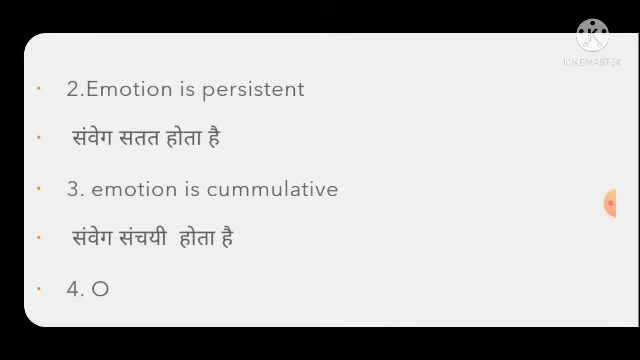 KINEMASTER
2.Emotion is persistent
संवेग सतत होता है
3. emotion is cummulative
संवेग संचयी होता है
4. O